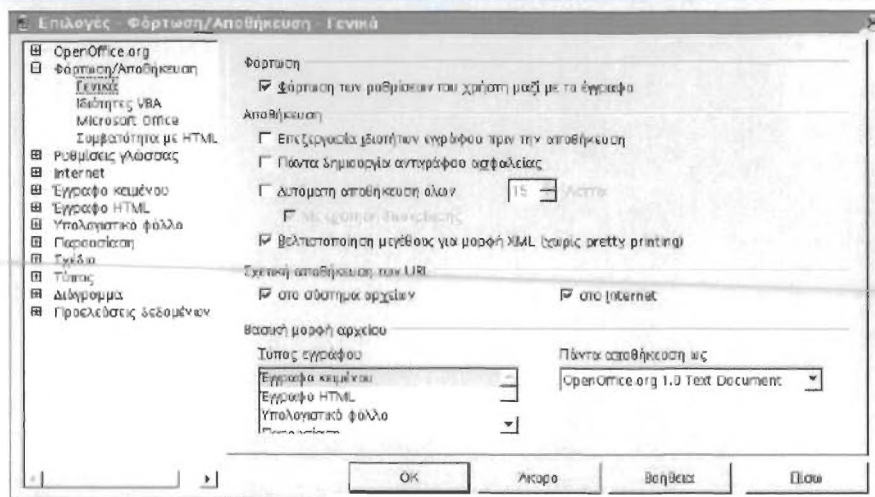 Επιλογές - Φόρτωση/Αποθήκευση - Γενικά
OpenOffice.org
Φόρτωση/Αποθήκευση
Γενικά
Ιδιότητες VBA
Microsoft Office
Συμβατότητα με HTML
Ρυθμίσεις γλώσσας
Internet
Έγγραφο κειμένου
Έγγραφο HTML
Υπολογιστικό φύλλο
Παρουσίαση
Σχέδιο
Τύπος
Διάγραμμα
Προελεύσεις δεδομένων
Φόρτωση
Φόρτωση των ρυθμίσεων του χρήστη μαζί με το έγγραφο
Αποθήκευση
Επεξεργασία ιδιοτήτων εγγράφου πριν την αποθήκευση
Πάντα δημιουργία αντιγράφου ασφαλείας
Αυτόματη αποθήκευση όλων 15 Λεπτά
Βελτιστοποίηση μεγέθους για μορφή XML (χωρίς pretty printing)
Σχετική αποθήκευση των URL
στο σύστημα αρχείων στο Internet
Βασική μορφή αρχείου
Τύπος εγγράφου Πάντα αποθήκευση ως
Έγγραφο κειμένου OpenOffice.org 1.0 Text Document
Έγγραφο HTML
Υπολογιστικό φύλλο
Παρουσίαση
OK Άκυρο Βοήθεια Πίσω